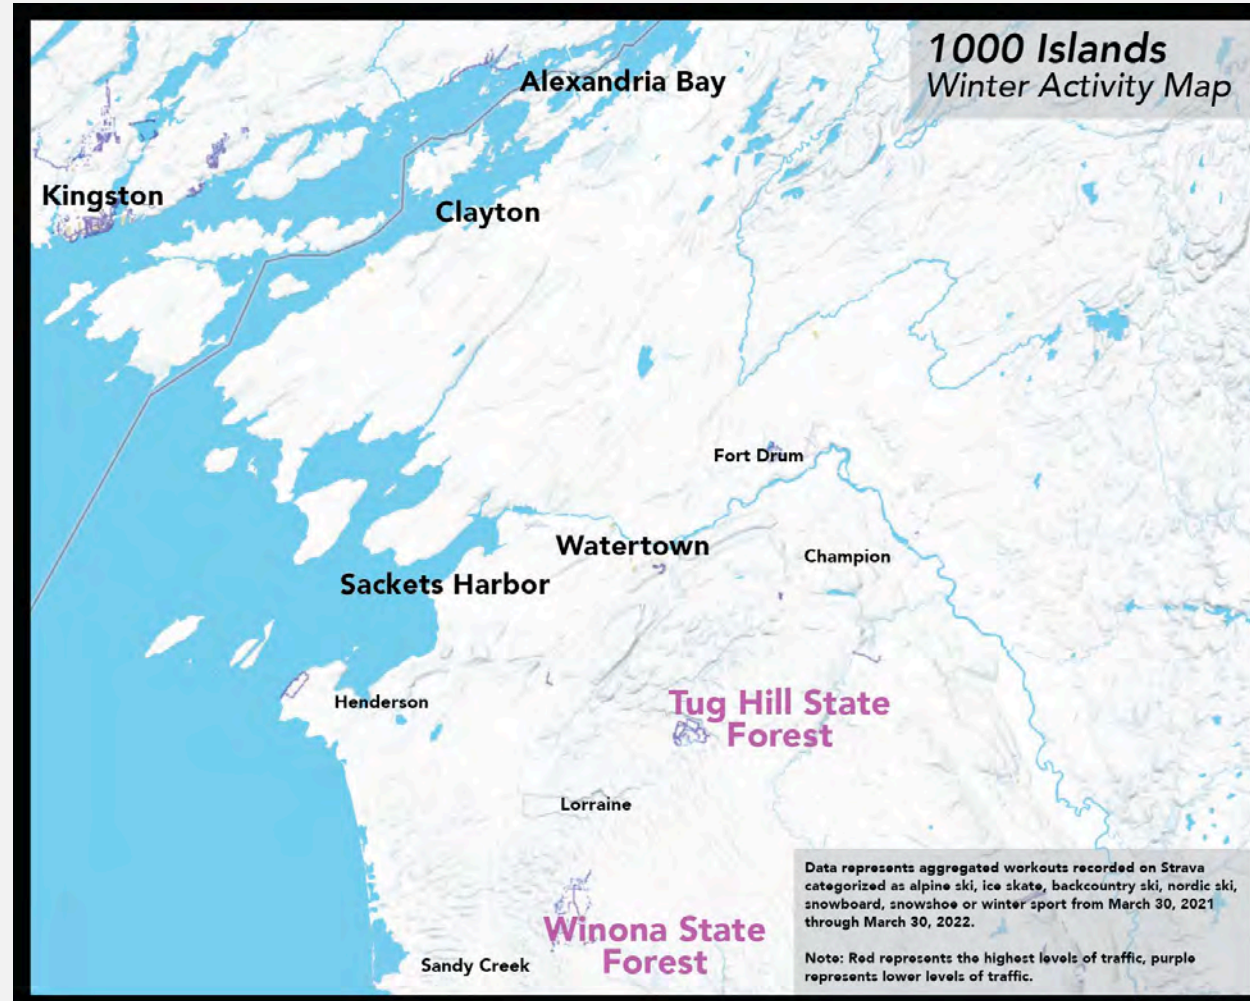 1000 Islands
Winter Activity Map
Alexandria Bay
Kingston
Clayton
Fort Drum
Watertown
Champion
Sackets Harbor
Henderson
Tug Hill State
Forest
Lorraine
Winona State
Forest
Sandy Creek
Data represents aggregated workouts recorded on Strava
categorized as alpine ski, ice skate, backcountry ski, nordic ski,
snowboard, snowshoe or winter sport from March 30, 2021
through March 30, 2022.
Note: Red represents the highest levels of traffic, purple
represents lower levels of traffic.